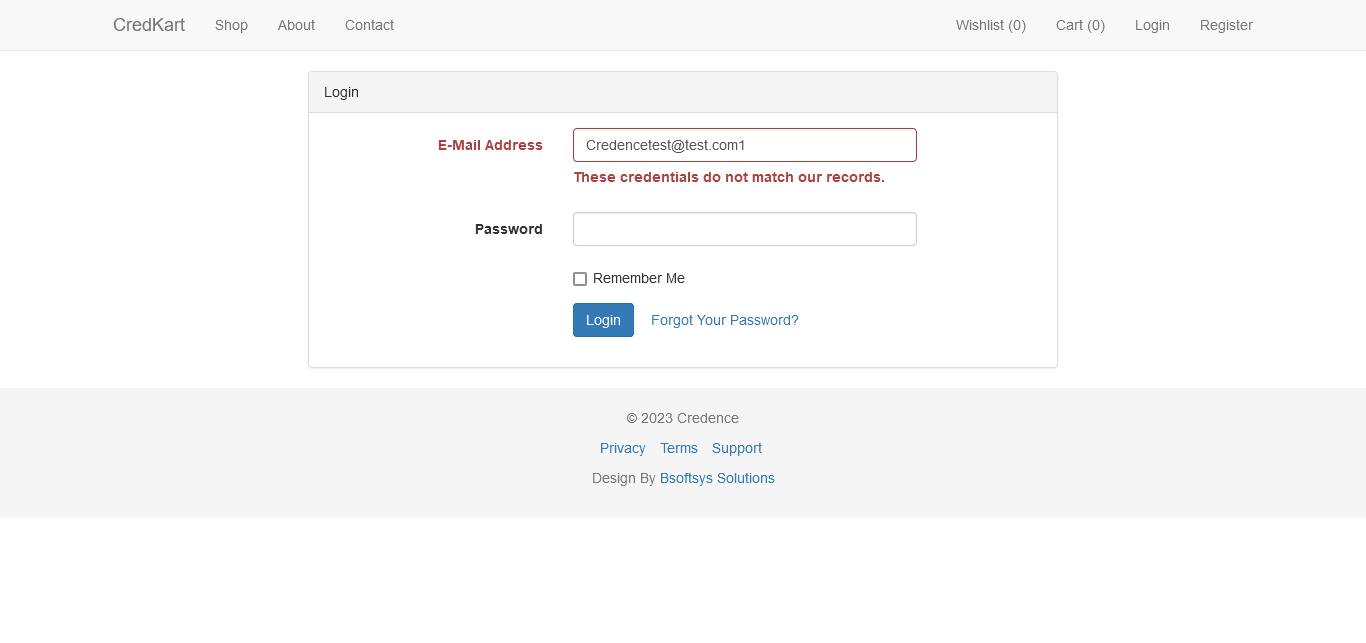 CredKart Shop About Contact Wishlist (0) Cart (0) Login Register
Login
E-Mail Address Credencetest@test.com1
These credentials do not match our records.
Password
Remember Me
Login Forgot Your Password?
© 2023 Credence
Privacy Terms Support
Design By Bsoftsys Solutions